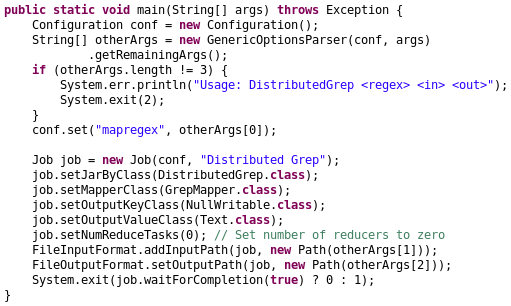 public static void main(String[] args) throws Exception {
    Configuration conf = new Configuration();
    String[] otherArgs = new GenericOptionsParser(conf, args)
            .getRemainingArgs();
    if (otherArgs.length != 3) {
        System.err.println("Usage: DistributedGrep <regex> <in> <out>");
        System.exit(2);
    }
    conf.set("mapregex", otherArgs[0]);

    Job job = new Job(conf, "Distributed Grep");
    job.setJarByClass(DistributedGrep.class);
    job.setMapperClass(GrepMapper.class);
    job.setOutputKeyClass(NullWritable.class);
    job.setOutputValueClass(Text.class);
    job.setNumReduceTasks(0); // Set number of reducers to zero
    FileInputFormat.addInputPath(job, new Path(otherArgs[1]));
    FileOutputFormat.setOutputPath(job, new Path(otherArgs[2]));
    System.exit(job.waitForCompletion(true) ? 0 : 1);
}